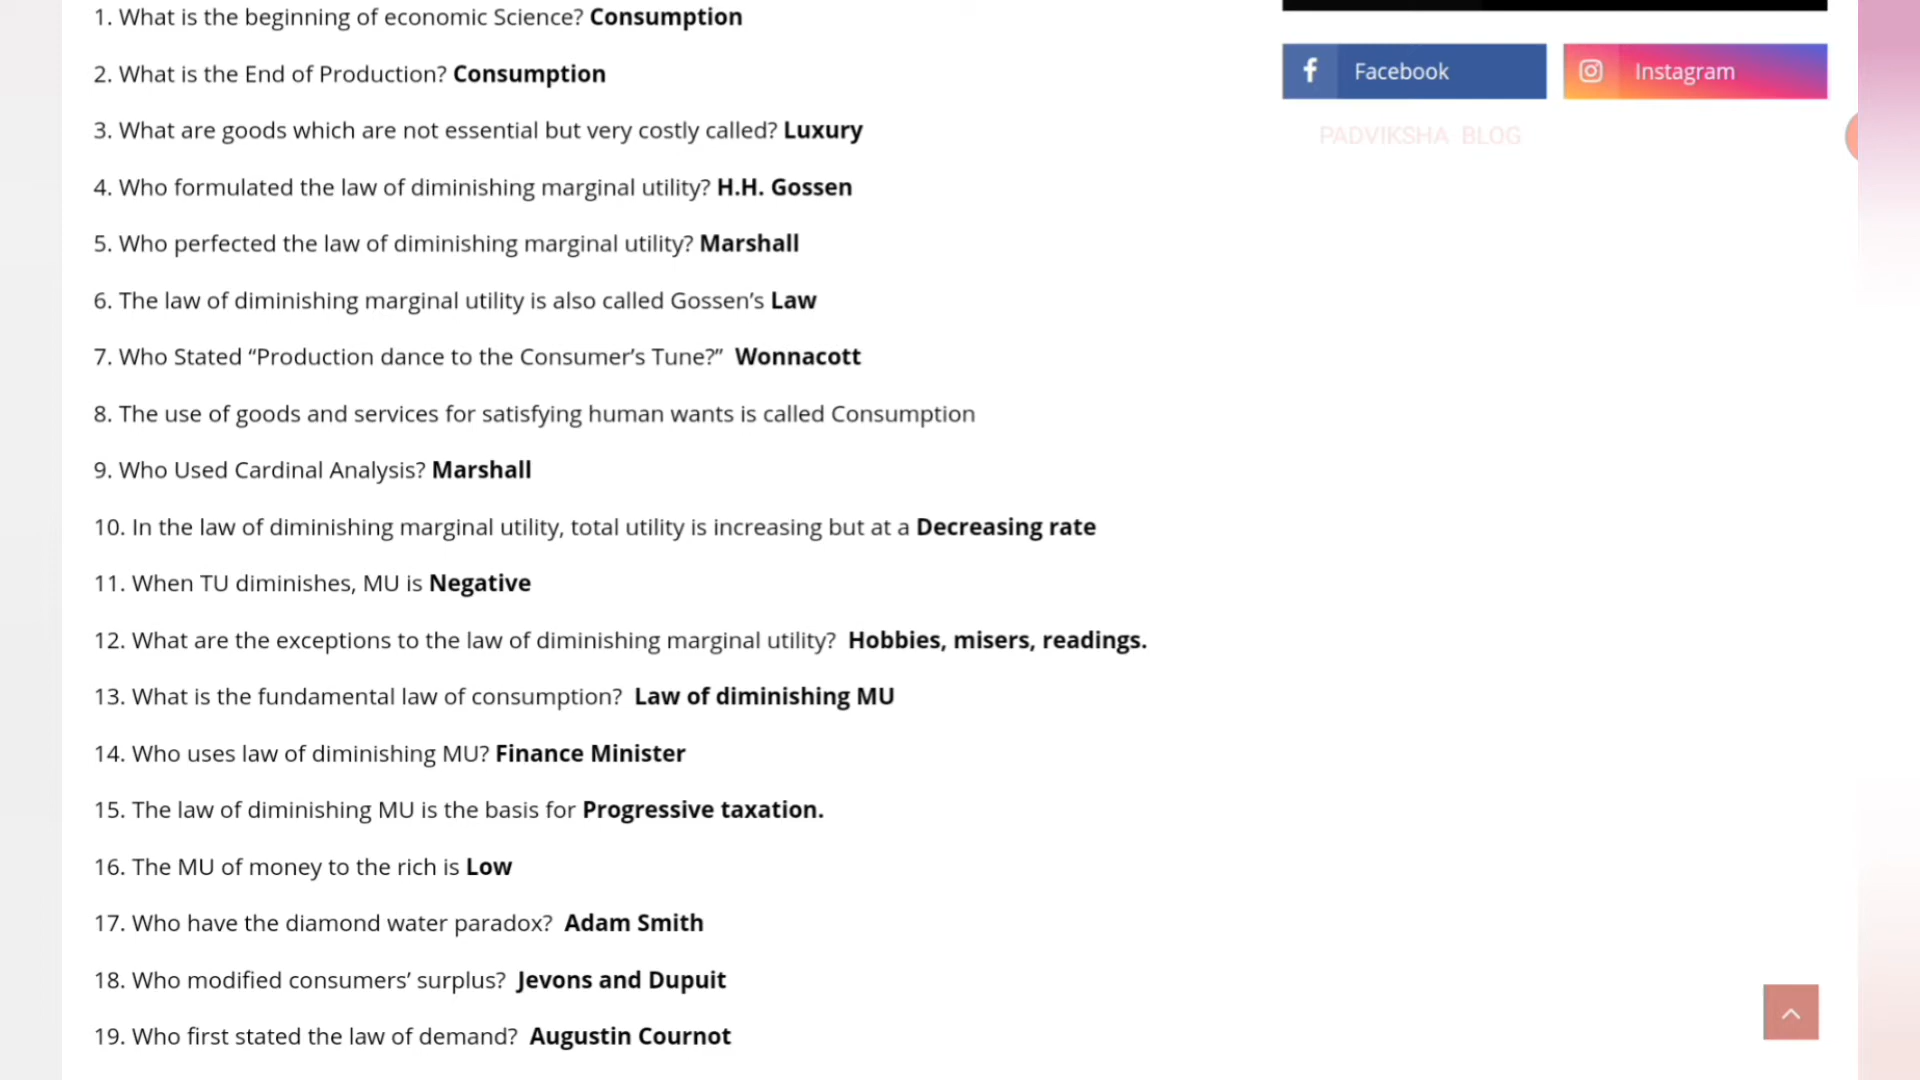 1. What is the beginning of economic Science? Consumption
2. What is the End of Production? Consumption
3. What are goods which are not essential but very costly called? Luxury
4. Who formulated the law of diminishing marginal utility? H.H. Gossen
5. Who perfected the law of diminishing marginal utility? Marshall
6. The law of diminishing marginal utility is also called Gossen’s Law
7. Who Stated “Production dance to the Consumer’s Tune?” Wonnacott
8. The use of goods and services for satisfying human wants is called Consumption
9. Who Used Cardinal Analysis? Marshall
10. In the law of diminishing marginal utility, total utility is increasing but at a Decreasing rate
11. When TU diminishes, MU is Negative
12. What are the exceptions to the law of diminishing marginal utility? Hobbies, misers, readings.
13. What is the fundamental law of consumption? Law of diminishing MU
14. Who uses law of diminishing MU? Finance Minister
15. The law of diminishing MU is the basis for Progressive taxation.
16. The MU of money to the rich is Low
17. Who have the diamond water paradox? Adam Smith
18. Who modified consumers’ surplus? Jevons and Dupuit
19. Who first stated the law of demand? Augustin Cournot
Facebook
Instagram
PADVIKSHA BLOG